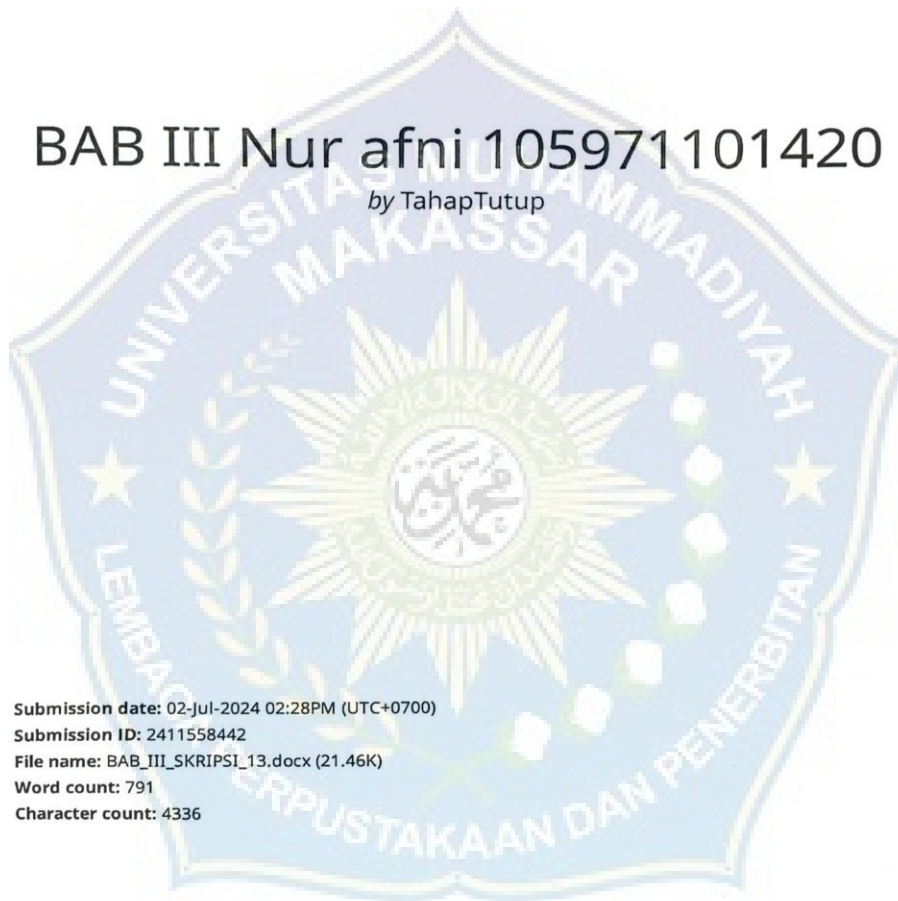 BAB III Nur afni 105971101420
by TahapTutup
UNIVERSITAS MUHAMMADIYAH
MAKASSAR
محمدية
LEMBAGA PERPUSTAKAAN DAN PENERBITAN
Submission date: 02-Jul-2024 02:28PM (UTC+0700)
Submission ID: 2411558442
File name: BAB_III_SKRIPSI_13.docx (21.46K)
Word count: 791
Character count: 4336